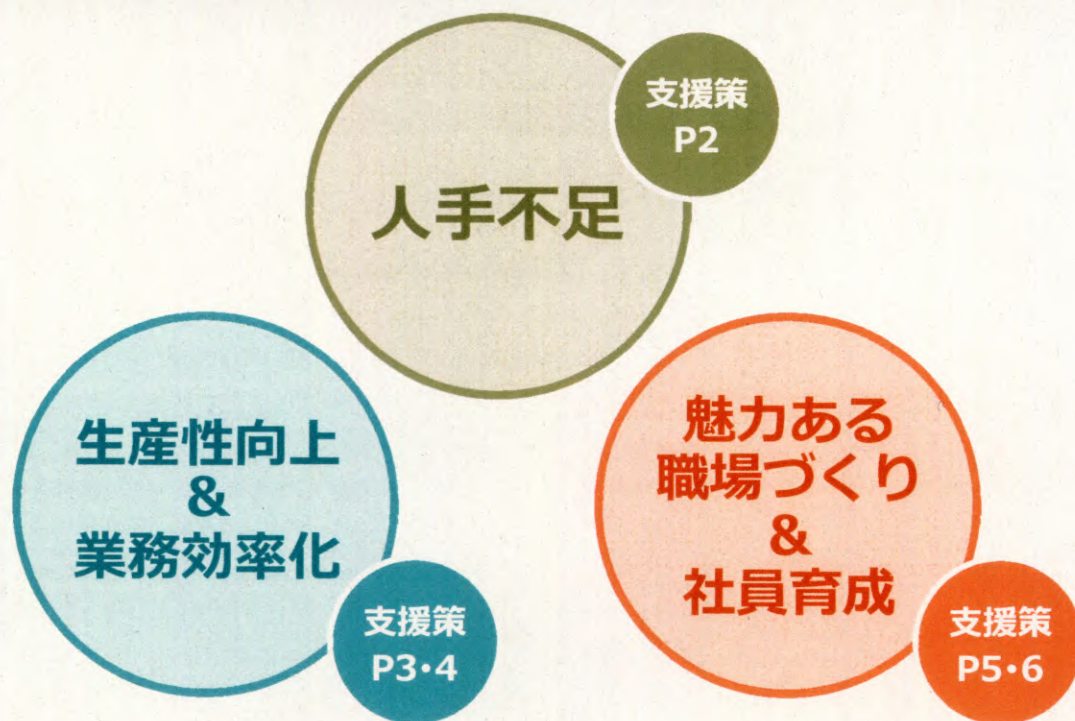 支援策
P2
人手不足
生産性向上
&
業務効率化
支援策
P3・4
魅力ある
職場づくり
&
社員育成
支援策
P5・6